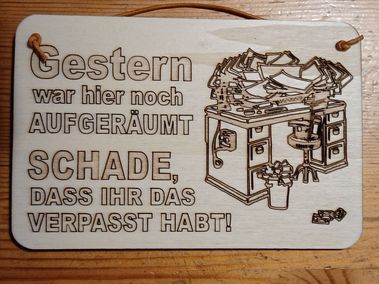 Gestern
war hier noch
AUFGERÄUMT
SCHADE,
DASS IHR DAS
VERPASST HABT!